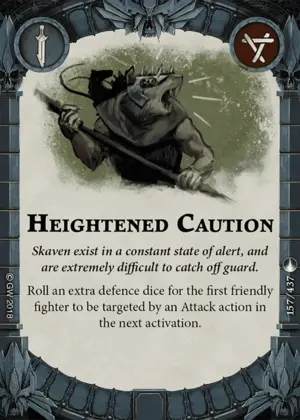 Heightened Caution
Skaven exist in a constant state of alert, and
are extremely difficult to catch off guard.
Roll an extra defence dice for the first friendly
fighter to be targeted by an Attack action in
the next activation.
© GW 2018
157/437